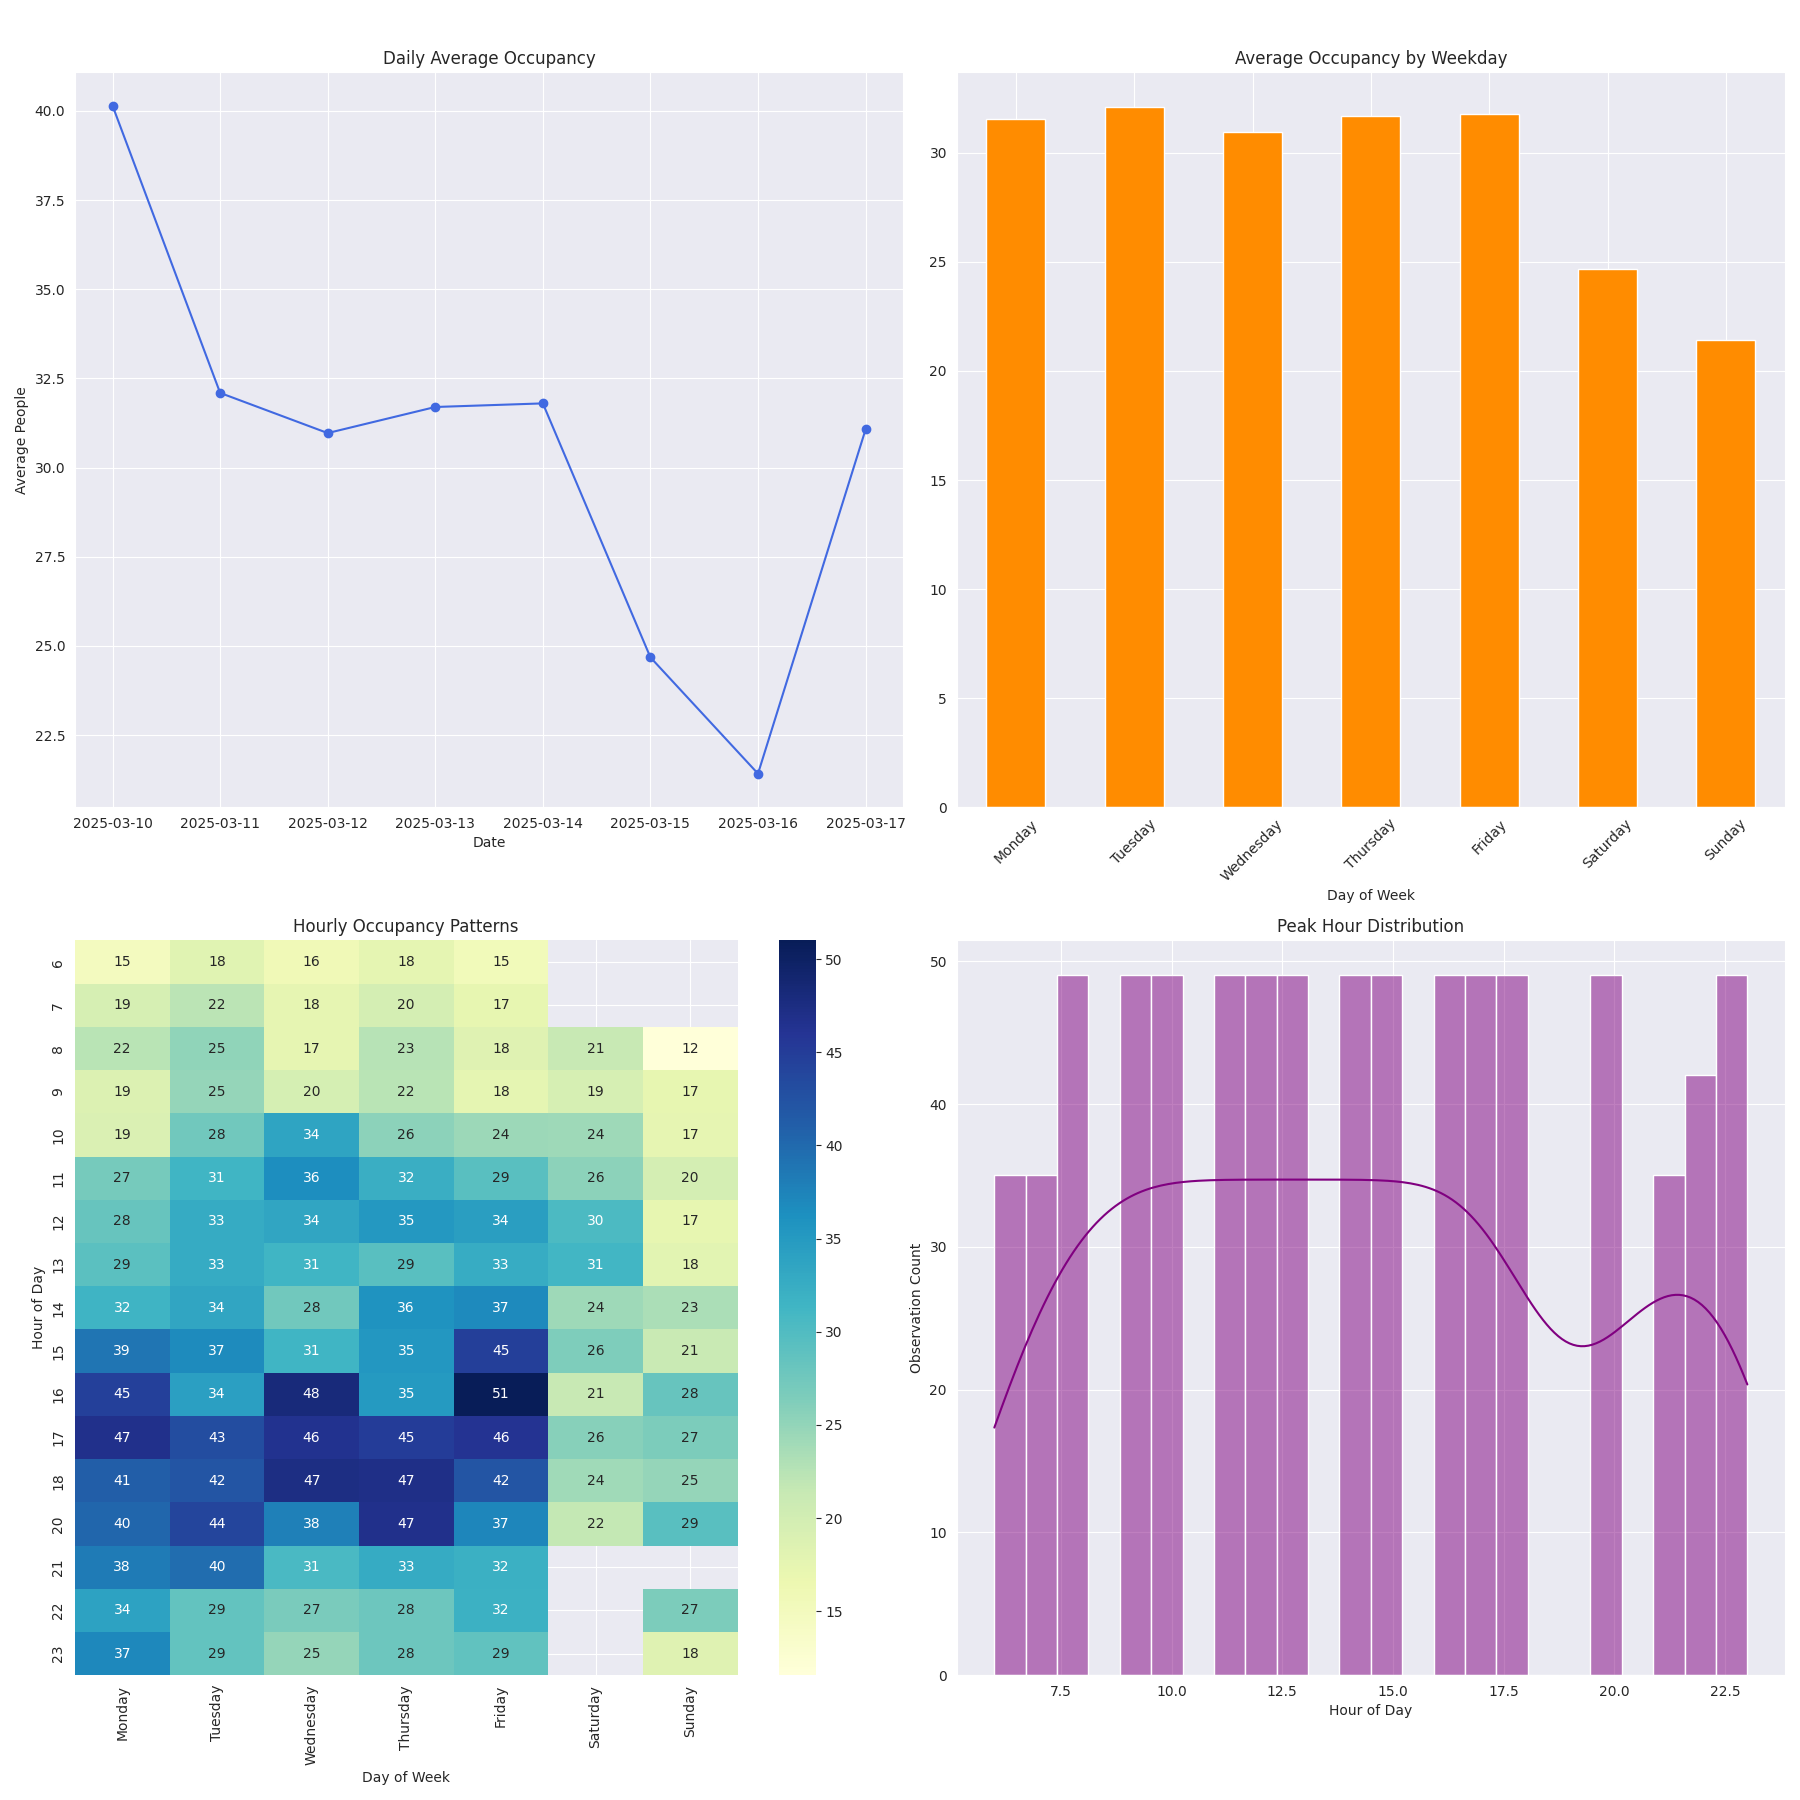 Daily Average Occupancy
40.0
37.5
35.0
32.5
30.0
27.5
25.0
22.5
Average People
2025-03-10 2025-03-11 2025-03-12 2025-03-13 2025-03-14 2025-03-15 2025-03-16 2025-03-17
Date
Average Occupancy by Weekday
30
25
20
15
10
5
0
Monday Tuesday Wednesday Thursday Friday Saturday Sunday
Day of Week
Hourly Occupancy Patterns
Hour of Day
6 15 18 16 18 15
7 19 22 18 20 17
8 22 25 17 23 18 21 12
9 19 25 20 22 18 19 17
10 19 28 34 26 24 24 17
11 27 31 36 32 29 26 20
12 28 33 34 35 34 30 17
13 29 33 31 29 33 31 18
14 32 34 28 36 37 24 23
15 39 37 31 35 45 26 21
16 45 34 48 35 51 21 28
17 47 43 46 45 46 26 27
18 41 42 47 47 42 24 25
20 40 44 38 47 37 22 29
21 38 40 31 33 32
22 34 29 27 28 32 27
23 37 29 25 28 29 18
Monday Tuesday Wednesday Thursday Friday Saturday Sunday
Day of Week
50
45
40
35
30
25
20
15
Peak Hour Distribution
50
40
30
20
10
0
Observation Count
7.5 10.0 12.5 15.0 17.5 20.0 22.5
Hour of Day